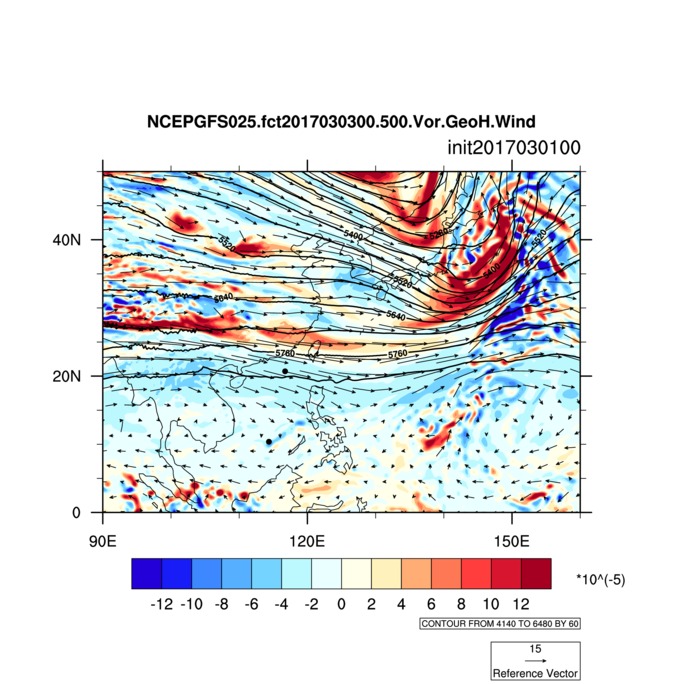 NCEPGFS025.fct2017030300.500.Vor.GeoH.Wind
init2017030100
40N
20N
0
90E 120E 150E
5400
5280
5520
5520
5400
5520
5640
5640
5760
5760
-12 -10 -8 -6 -4 -2 0 2 4 6 8 10 12
*10^(-5)
CONTOUR FROM 4140 TO 6480 BY 60
15
Reference Vector